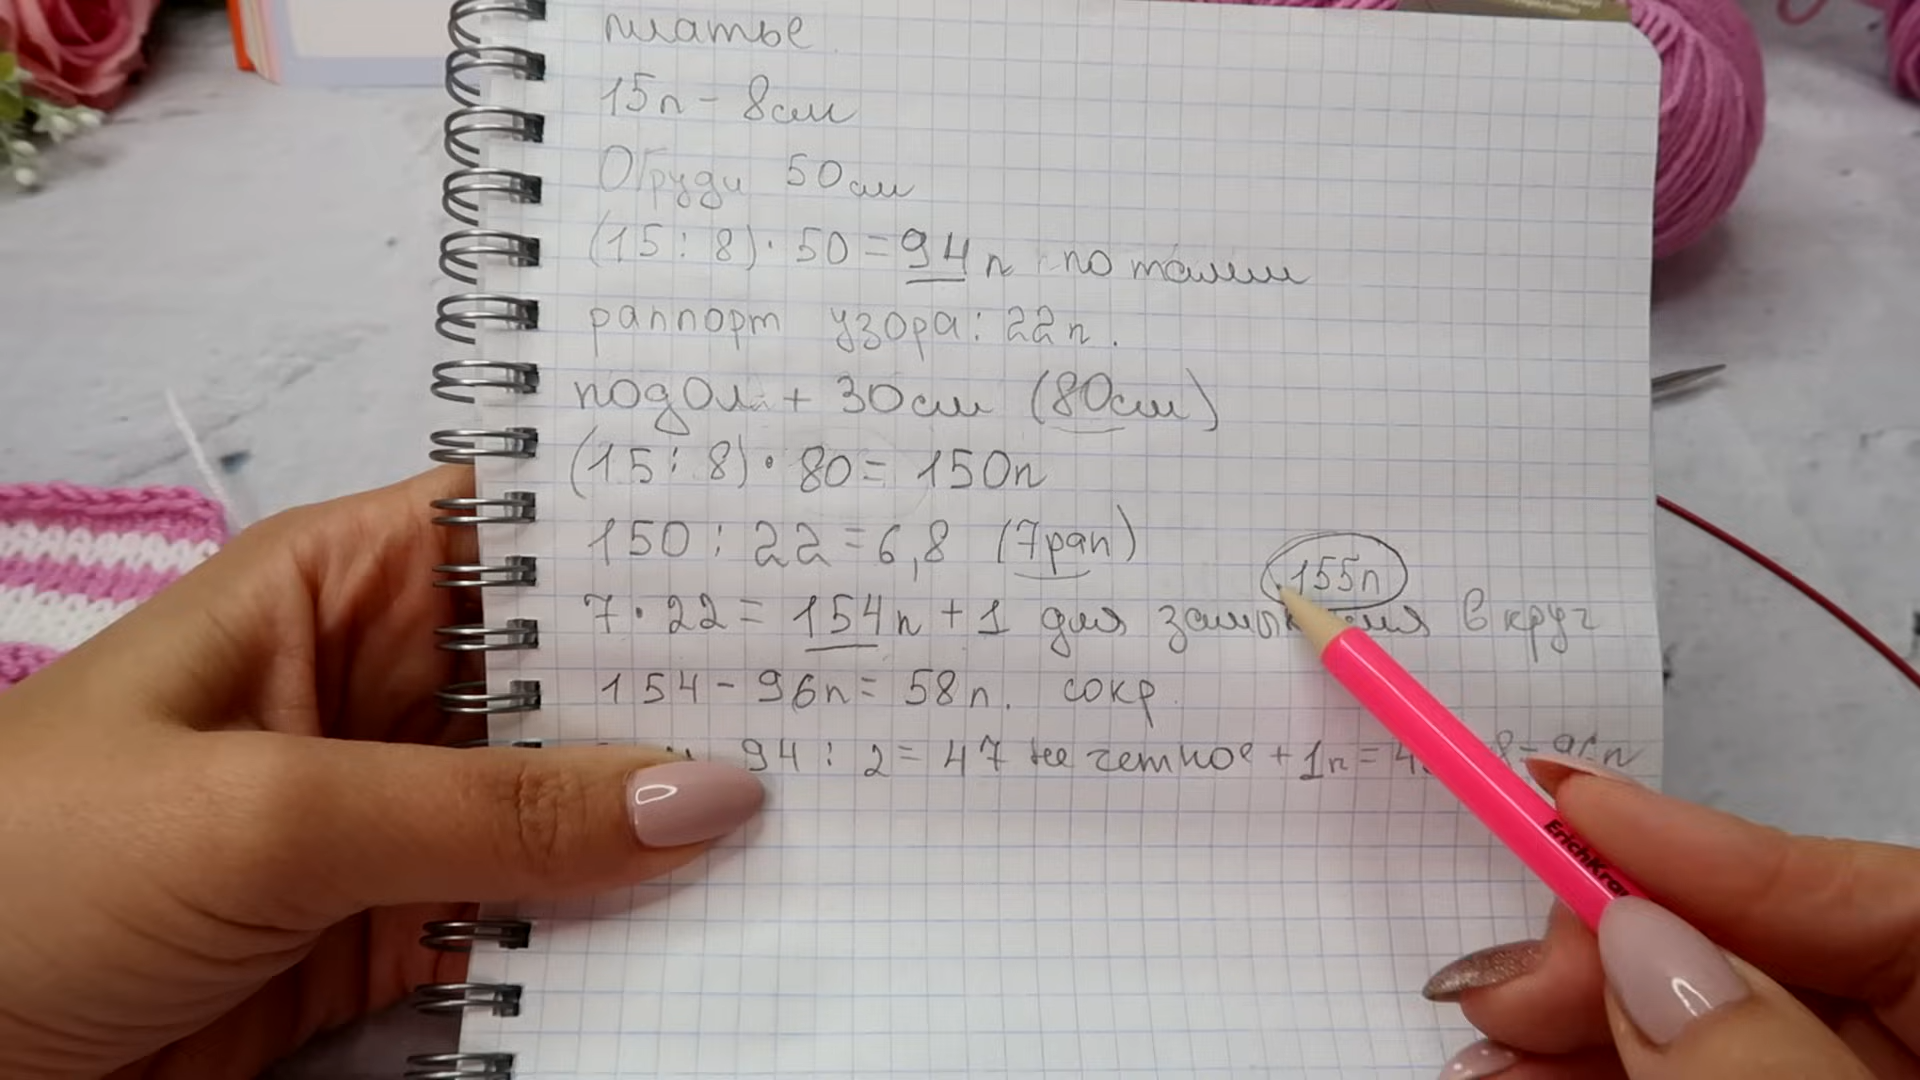 платье
15п - 8см
Огруди 50см
(15 : 8) · 50 = 94 п по талии
раппорт узора: 22п.
подол + 30см (80см)
(15 : 8) · 80 = 150п
150 : 22 = 6,8 (7рап)
155п
7 · 22 = 154п + 1 для замыкания в круг
154 - 96п = 58п. сокр.
94 : 2 = 47 не четное + 1п =
ErichKra